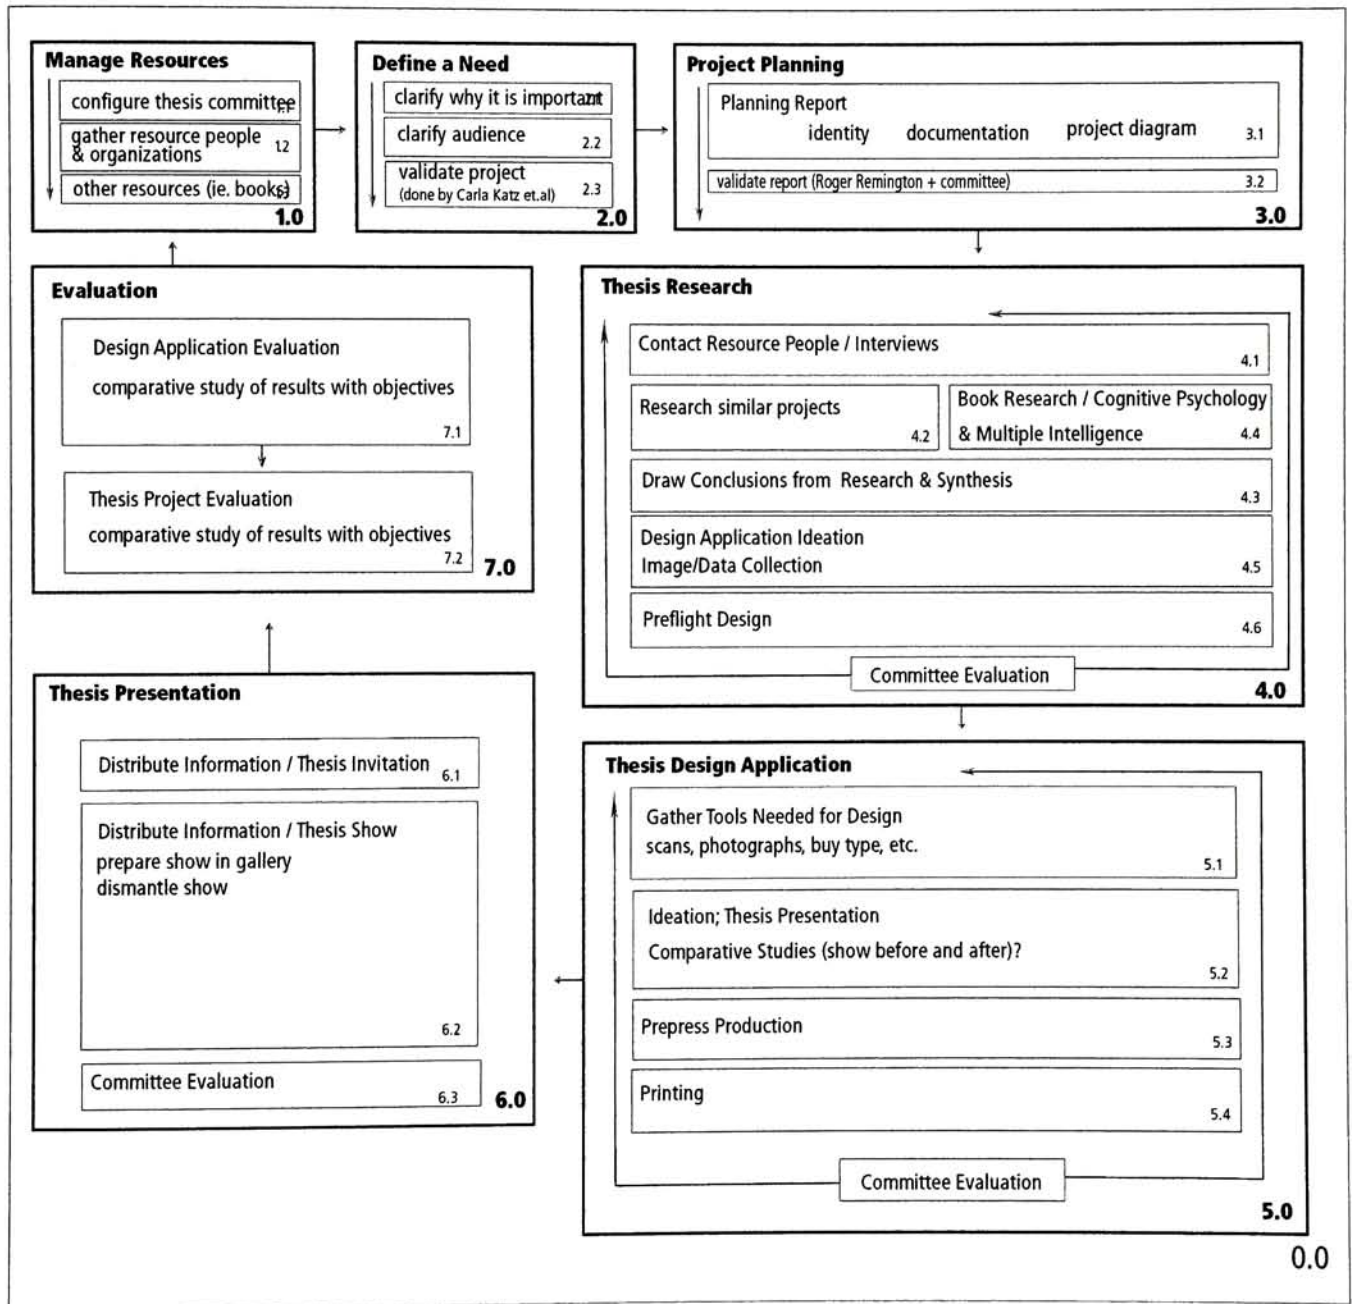 Manage Resources
configure thesis committee
gather resource people
& organizations
1.2
other resources (ie. books)
1.0
Define a Need
clarify why it is important
clarify audience
2.2
validate project
(done by Carla Katz et.al)
2.3
2.0
Project Planning
Planning Report
identity documentation project diagram
3.1
validate report (Roger Remington + committee)
3.2
3.0
Thesis Research
Contact Resource People / Interviews
4.1
Research similar projects
4.2
Book Research / Cognitive Psychology
& Multiple Intelligence
4.4
Draw Conclusions from Research & Synthesis
4.3
Design Application Ideation
Image/Data Collection
4.5
Preflight Design
4.6
Committee Evaluation
4.0
Thesis Design Application
Gather Tools Needed for Design
scans, photographs, buy type, etc.
5.1
Ideation; Thesis Presentation
Comparative Studies (show before and after)?
5.2
Prepress Production
5.3
Printing
5.4
Committee Evaluation
5.0
Thesis Presentation
Distribute Information / Thesis Invitation
6.1
Distribute Information / Thesis Show
prepare show in gallery
dismantle show
6.2
Committee Evaluation
6.3
6.0
Evaluation
Design Application Evaluation
comparative study of results with objectives
7.1
Thesis Project Evaluation
comparative study of results with objectives
7.2
7.0
0.0